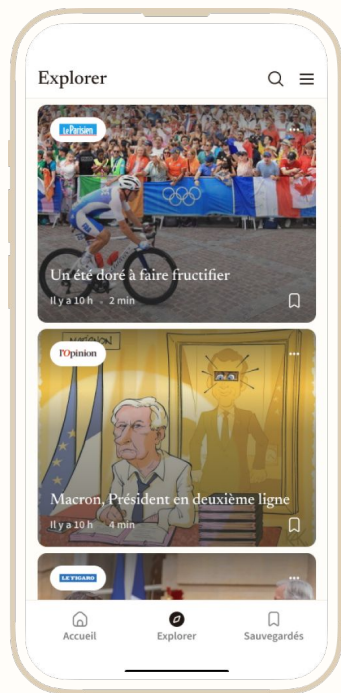 Explorer
Le Parisien
Un été doré à faire fructifier
Il y a 10 h . 2 min
MATIGNON
l'Opinion
Macron, Président en deuxième ligne
Il y a 10 h . 4 min
LE FIGARO
Accueil
Explorer
Sauvegardés